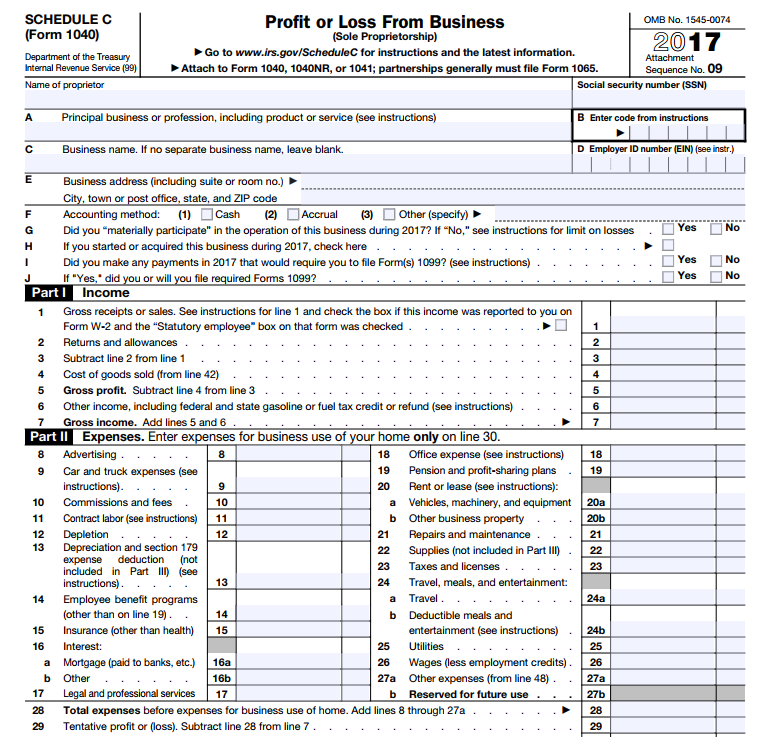 SCHEDULE C
(Form 1040)
Department of the Treasury
Internal Revenue Service (99)
Profit or Loss From Business
(Sole Proprietorship)
▶ Go to www.irs.gov/ScheduleC for instructions and the latest information.
▶ Attach to Form 1040, 1040NR, or 1041; partnerships generally must file Form 1065.
OMB No. 1545-0074
2017
Attachment
Sequence No. 09
Name of proprietor
Social security number (SSN)
A Principal business or profession, including product or service (see instructions)
B Enter code from instructions
▶
C Business name. If no separate business name, leave blank.
D Employer ID number (EIN) (see instr.)
E Business address (including suite or room no.) ▶
City, town or post office, state, and ZIP code
F Accounting method: (1) Cash (2) Accrual (3) Other (specify) ▶
G Did you "materially participate" in the operation of this business during 2017? If "No," see instructions for limit on losses . Yes No
H If you started or acquired this business during 2017, check here . . . . . . . . . . . . . . . . . ▶
I Did you make any payments in 2017 that would require you to file Form(s) 1099? (see instructions) . . . . . . . . Yes No
J If "Yes," did you or will you file required Forms 1099? . . . . . . . . . . . . . . . . . . . . . Yes No
Part I Income
1 Gross receipts or sales. See instructions for line 1 and check the box if this income was reported to you on
Form W-2 and the "Statutory employee" box on that form was checked . . . . . . . . . ▶ 1
2 Returns and allowances . . . . . . . . . . . . . . . . . . . . . . . . . 2
3 Subtract line 2 from line 1 . . . . . . . . . . . . . . . . . . . . . . . . 3
4 Cost of goods sold (from line 42) . . . . . . . . . . . . . . . . . . . . . . 4
5 Gross profit. Subtract line 4 from line 3 . . . . . . . . . . . . . . . . . . . . 5
6 Other income, including federal and state gasoline or fuel tax credit or refund (see instructions) . . . . 6
7 Gross income. Add lines 5 and 6 . . . . . . . . . . . . . . . . . . . . . ▶ 7
Part II Expenses. Enter expenses for business use of your home only on line 30.
8 Advertising . . . . . 8
9 Car and truck expenses (see
instructions) . . . . . 9
10 Commissions and fees . 10
11 Contract labor (see instructions) 11
12 Depletion . . . . . 12
13 Depreciation and section 179
expense deduction (not
included in Part III) (see
instructions) . . . . . 13
14 Employee benefit programs
(other than on line 19) . . 14
15 Insurance (other than health) 15
16 Interest:
a Mortgage (paid to banks, etc.) 16a
b Other . . . . . . 16b
17 Legal and professional services 17
18 Office expense (see instructions) 18
19 Pension and profit-sharing plans . 19
20 Rent or lease (see instructions):
a Vehicles, machinery, and equipment 20a
b Other business property . . . 20b
21 Repairs and maintenance . . . 21
22 Supplies (not included in Part III) . 22
23 Taxes and licenses . . . . . 23
24 Travel, meals, and entertainment:
a Travel . . . . . . . . . 24a
b Deductible meals and
entertainment (see instructions) . 24b
25 Utilities . . . . . . . . 25
26 Wages (less employment credits) . 26
27a Other expenses (from line 48) . . 27a
b Reserved for future use . . . 27b
28 Total expenses before expenses for business use of home. Add lines 8 through 27a . . . . . . ▶ 28
29 Tentative profit or (loss). Subtract line 28 from line 7 . . . . . . . . . . . . . . . . . 29